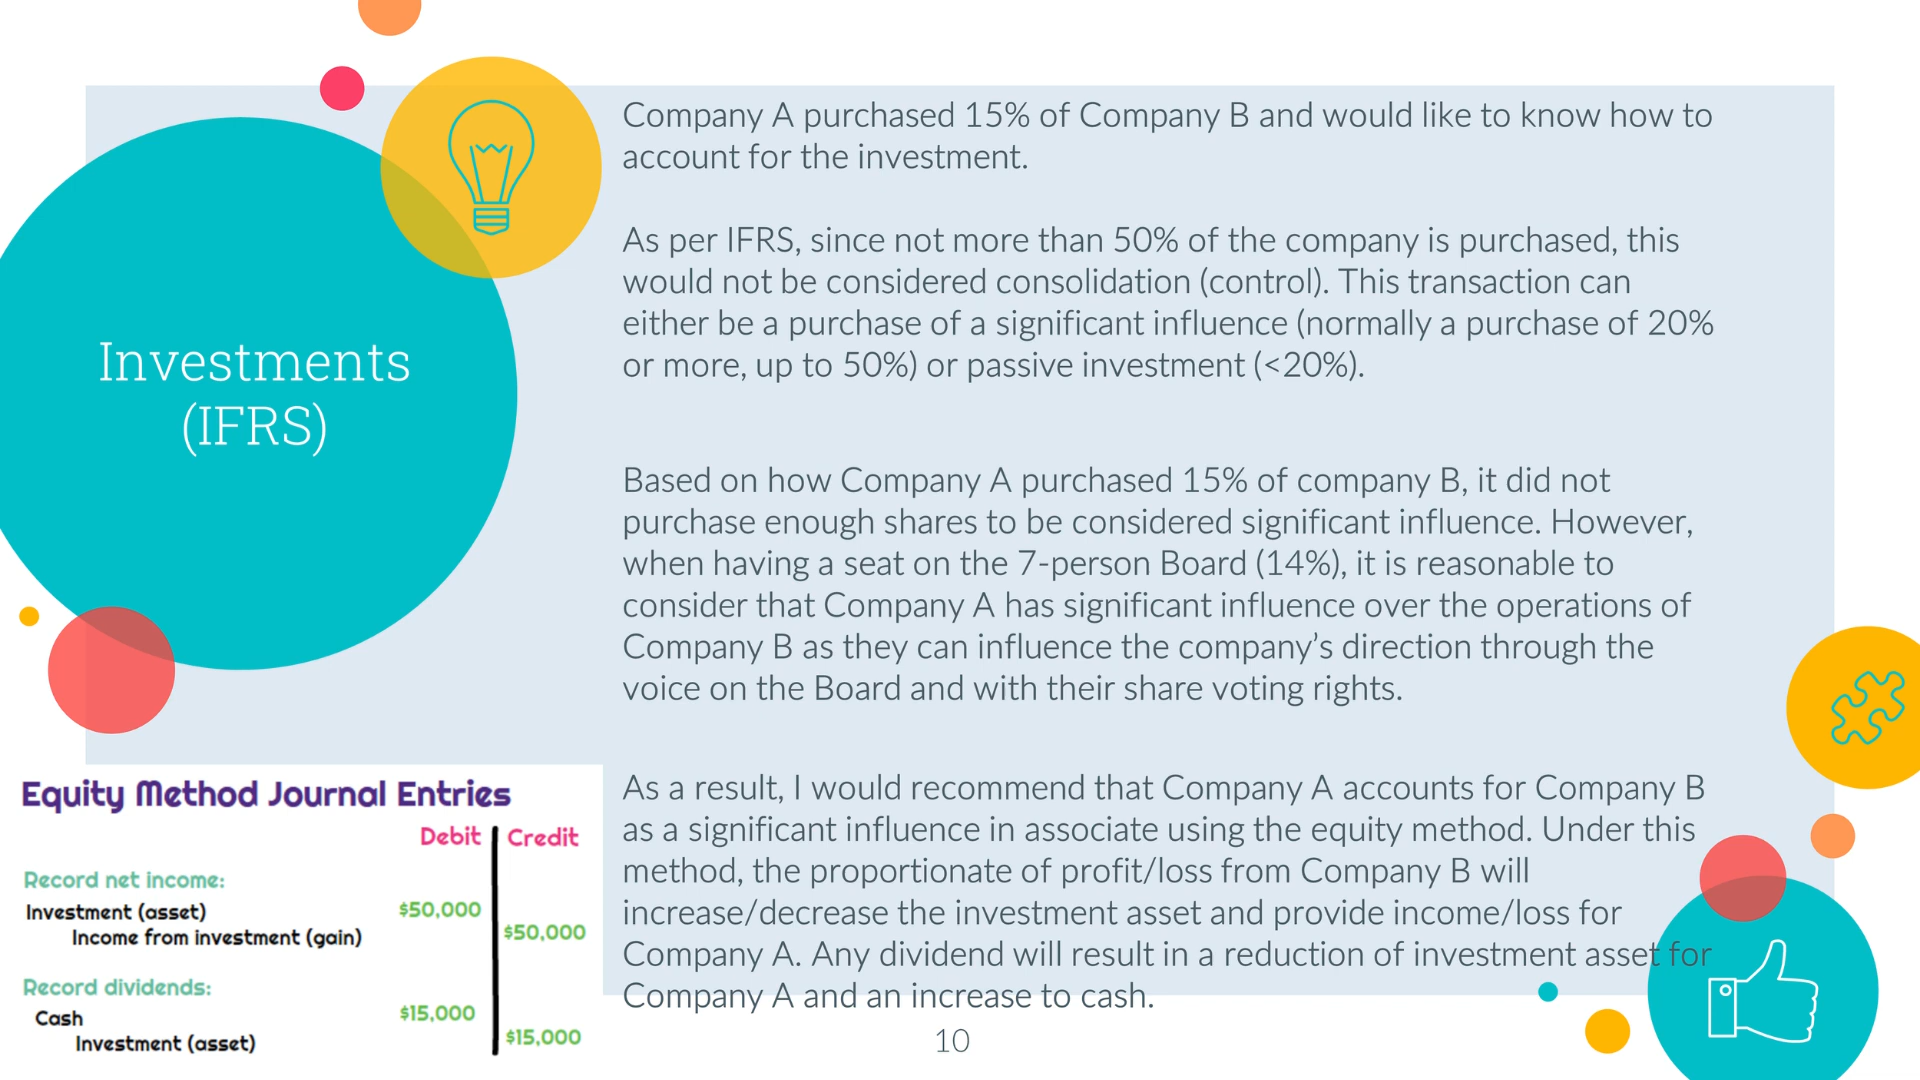 Investments
(IFRS)
Company A purchased 15% of Company B and would like to know how to
account for the investment.
As per IFRS, since not more than 50% of the company is purchased, this
would not be considered consolidation (control). This transaction can
either be a purchase of a significant influence (normally a purchase of 20%
or more, up to 50%) or passive investment (<20%).
Based on how Company A purchased 15% of company B, it did not
purchase enough shares to be considered significant influence. However,
when having a seat on the 7-person Board (14%), it is reasonable to
consider that Company A has significant influence over the operations of
Company B as they can influence the company’s direction through the
voice on the Board and with their share voting rights.
As a result, I would recommend that Company A accounts for Company B
as a significant influence in associate using the equity method. Under this
method, the proportionate of profit/loss from Company B will
increase/decrease the investment asset and provide income/loss for
Company A. Any dividend will result in a reduction of investment asset for
Company A and an increase to cash.
Equity Method Journal Entries
Debit Credit
Record net income:
Investment (asset) $50,000
Income from investment (gain) $50,000
Record dividends:
Cash $15,000
Investment (asset) $15,000
10